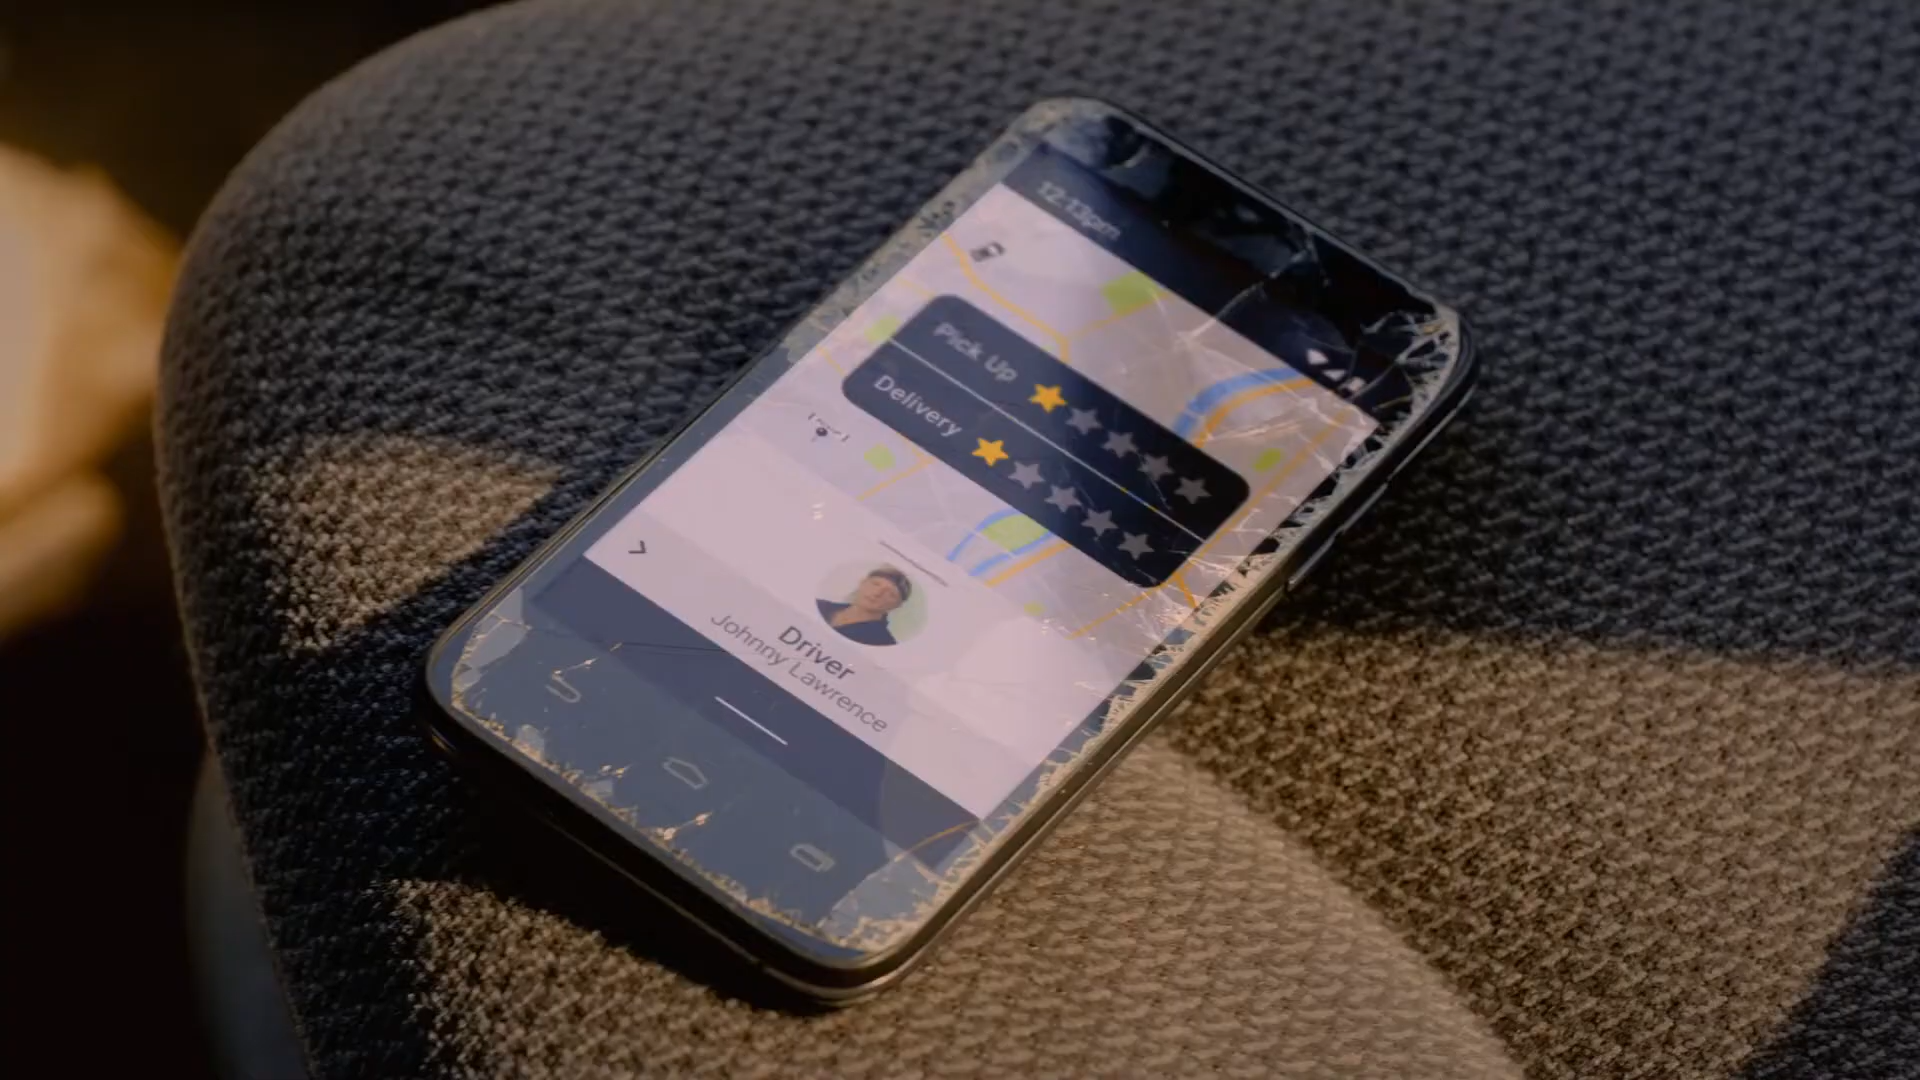 12:13pm
Pick Up
Delivery
Driver
Johnny Lawrence